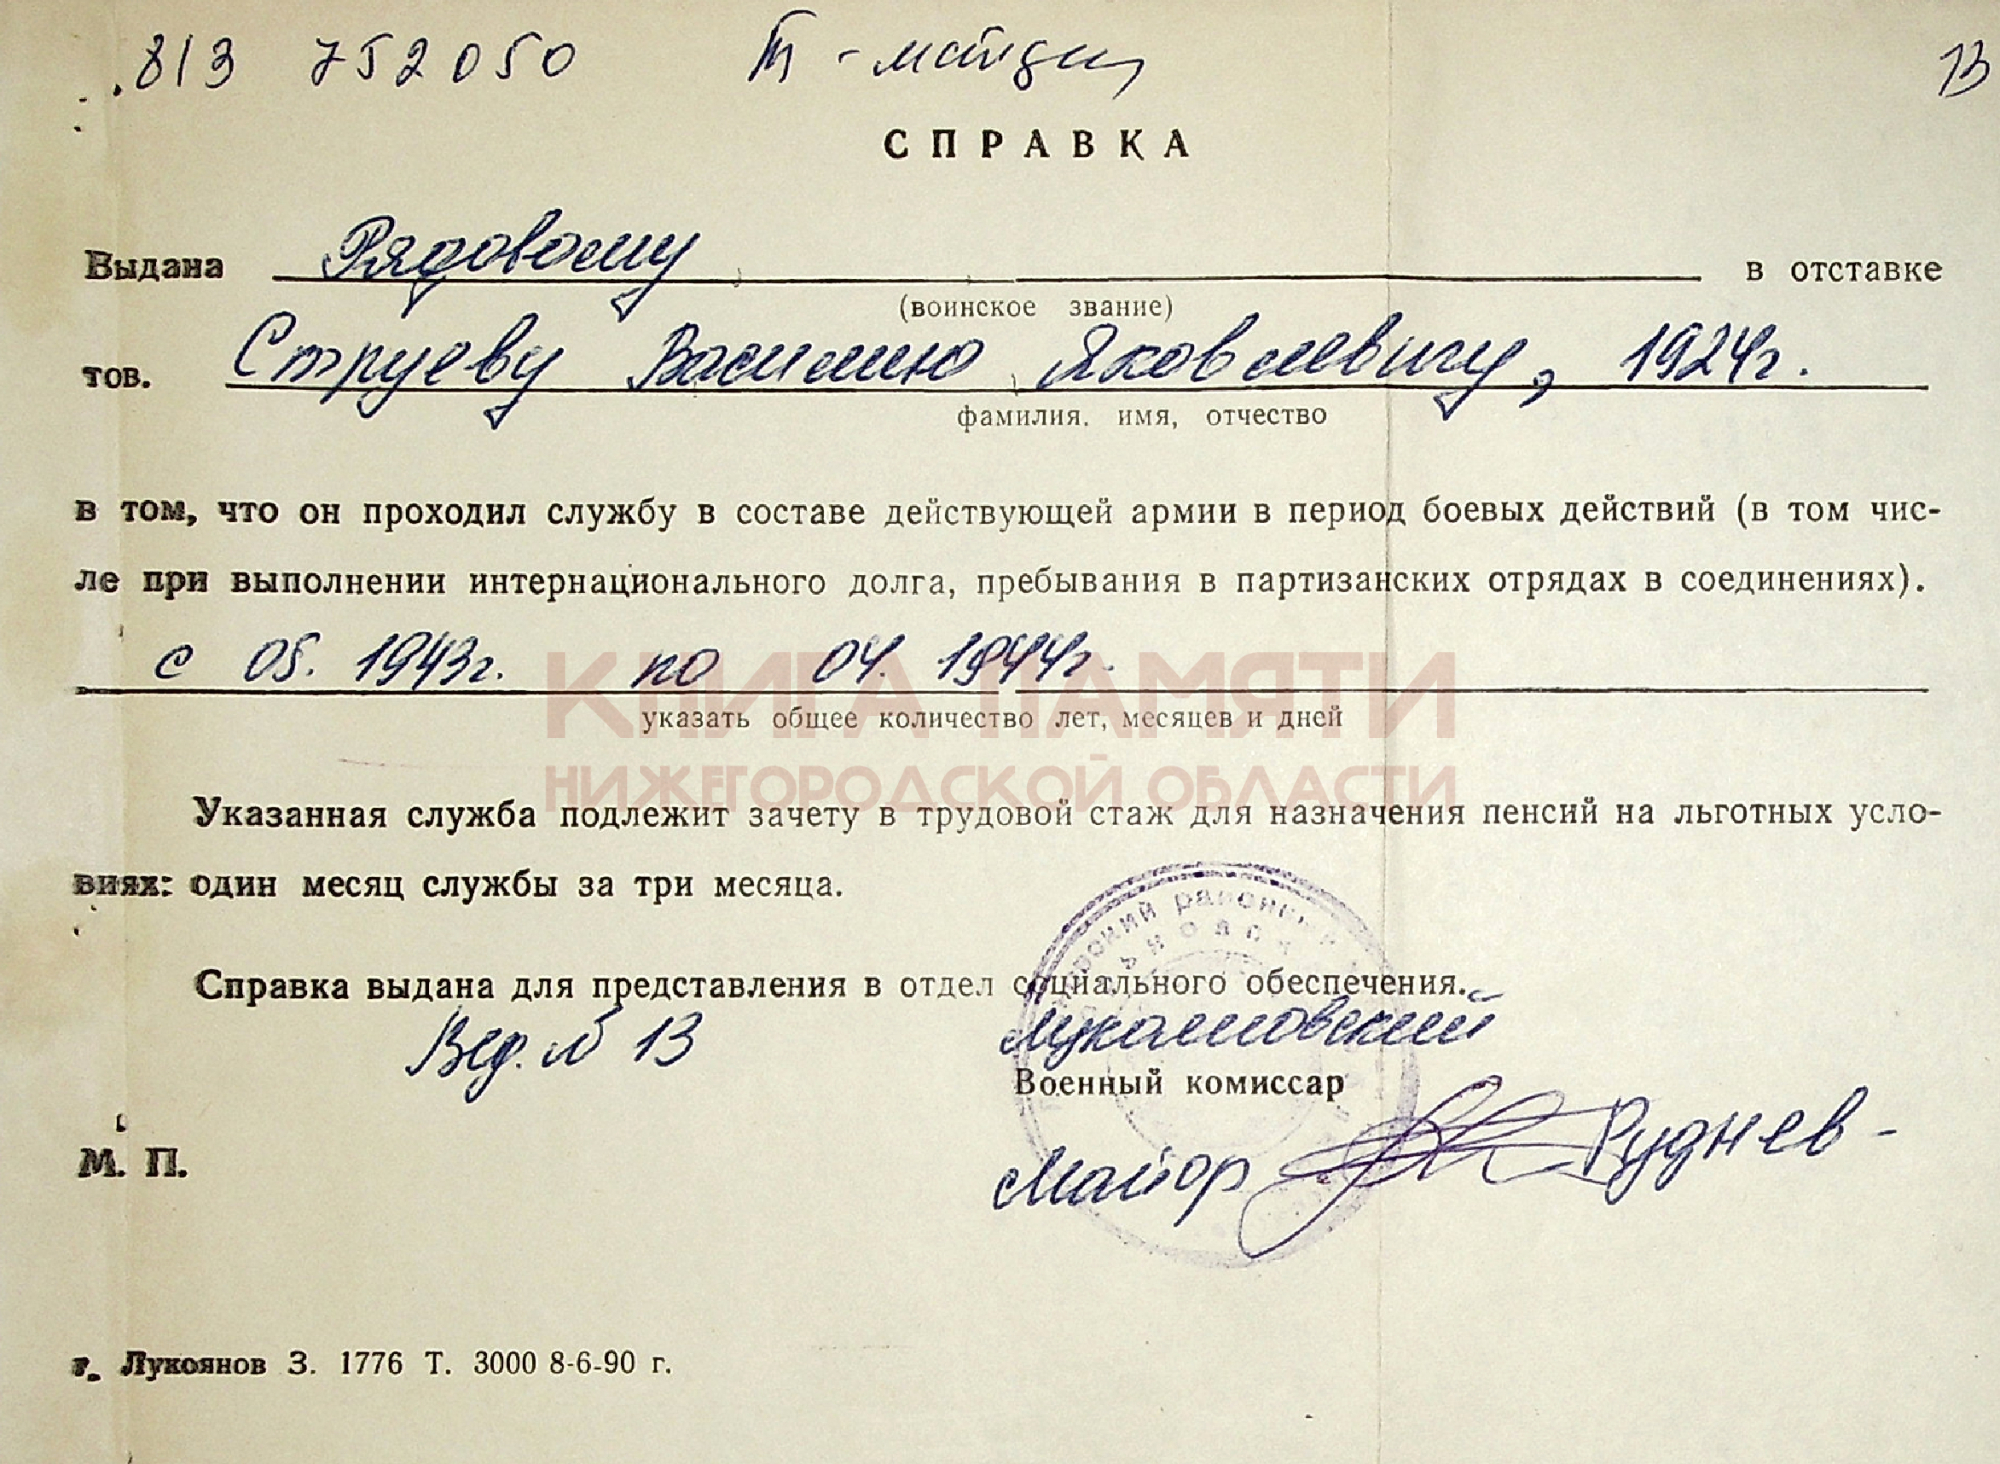 813 752050 Т-майдан 13
СПРАВКА
Выдана Рядовому в отставке
(воинское звание)
тов. Струеву Василию Яковлевичу, 1924г.
фамилия, имя, отчество
в том, что он проходил службу в составе действующей армии в период боевых действий (в том чис-
ле при выполнении интернационального долга, пребывания в партизанских отрядах в соединениях).
с 05. 1943г. по 04. 1944г.
КНИГА ПАМЯТИ
указать общее количество лет, месяцев и дней
НИЖЕГОРОДСКОЙ ОБЛАСТИ
Указанная служба подлежит зачету в трудовой стаж для назначения пенсий на льготных усло-
виях: один месяц службы за три месяца.
районный
Справка выдана для представления в отдел социального обеспечения.
Вед. № 13
Военный комиссар
Майор Руднев
М. П.
г. Лукоянов З. 1776 Т. 3000 8-6-90 г.